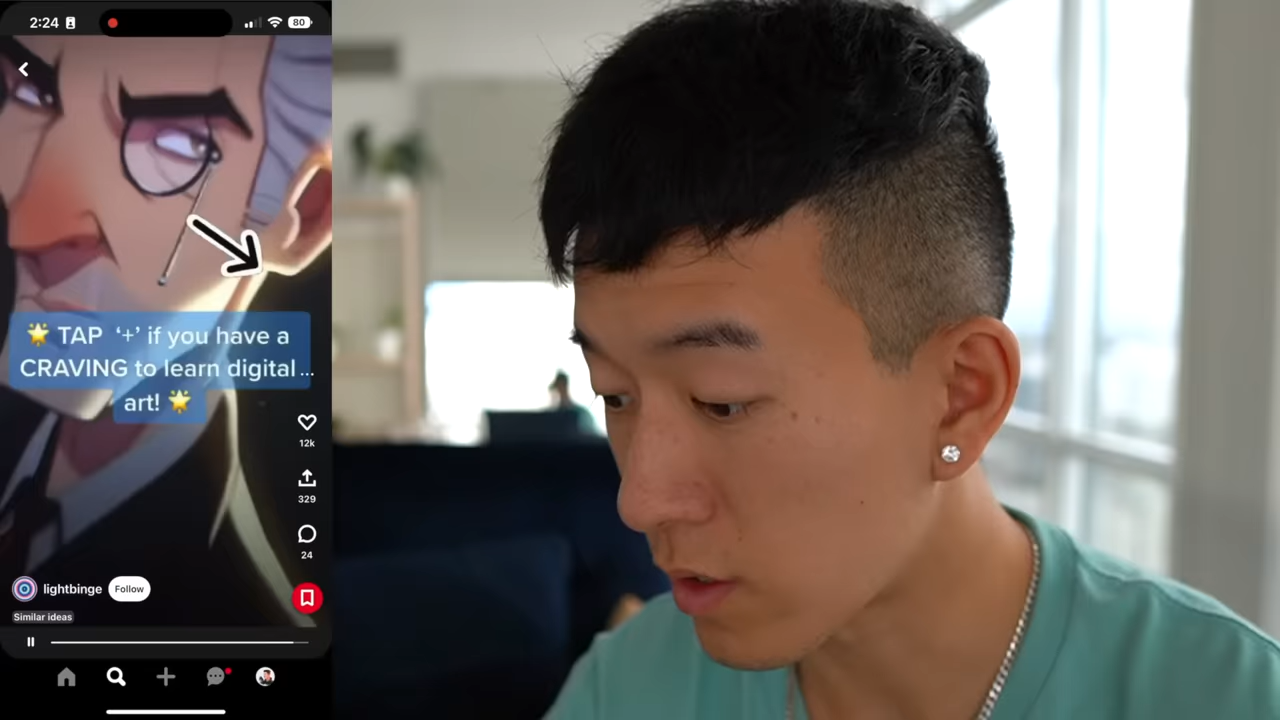 2:24
80
🌟 TAP ‘+’ if you have a
CRAVING to learn digital...
art! 🌟
12k
329
24
lightbinge
Follow
Similar ideas